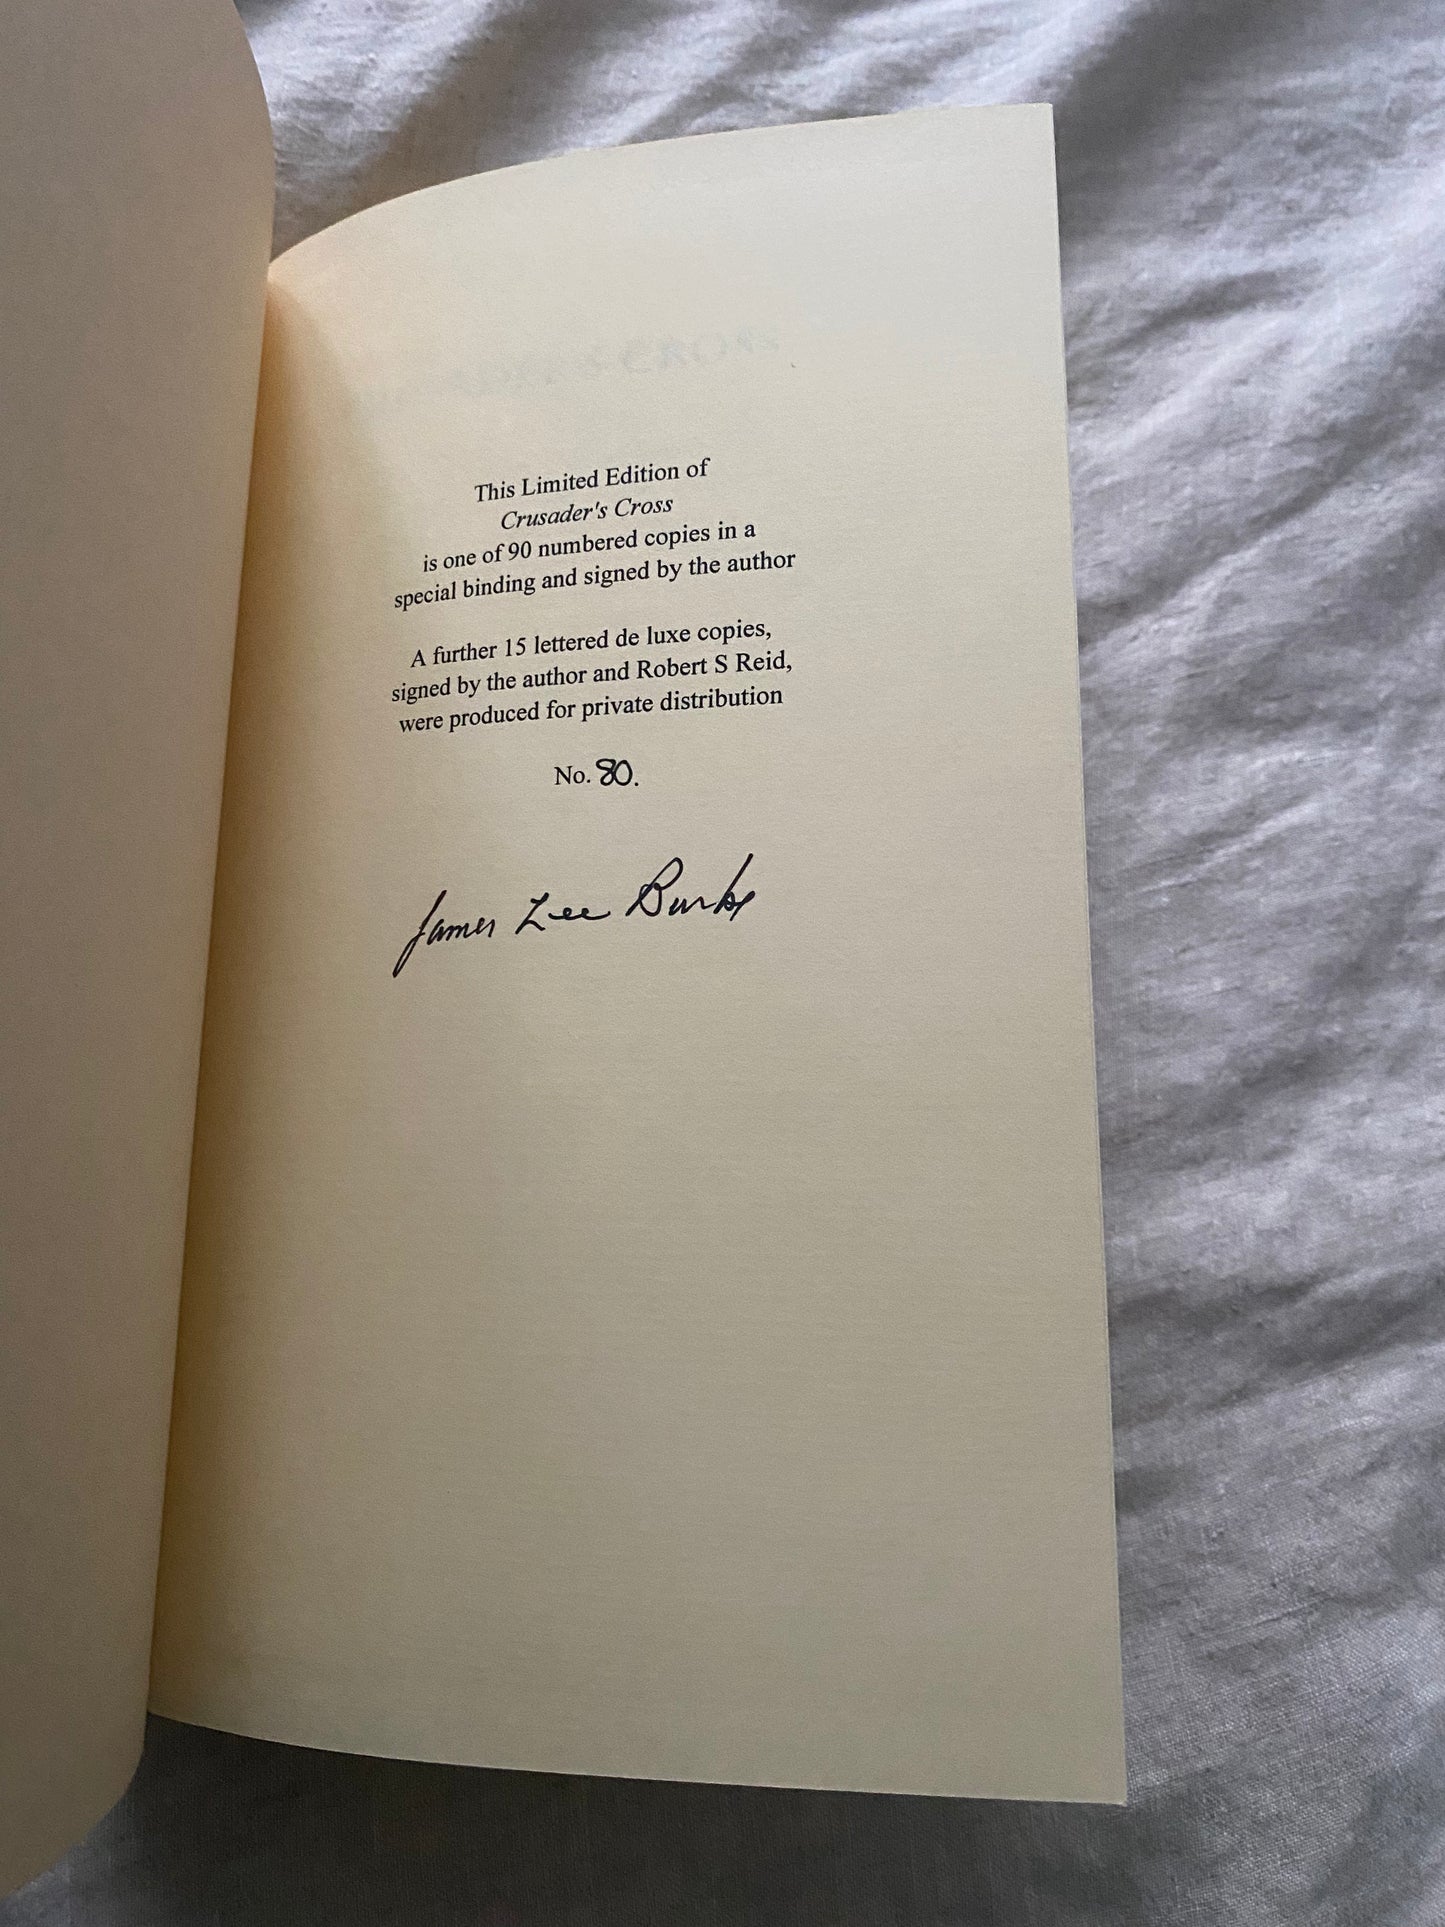 This Limited Edition of
Crusader's Cross
is one of 90 numbered copies in a
special binding and signed by the author
A further 15 lettered de luxe copies,
signed by the author and Robert S Reid,
were produced for private distribution
No. 80.
James Lee Burke